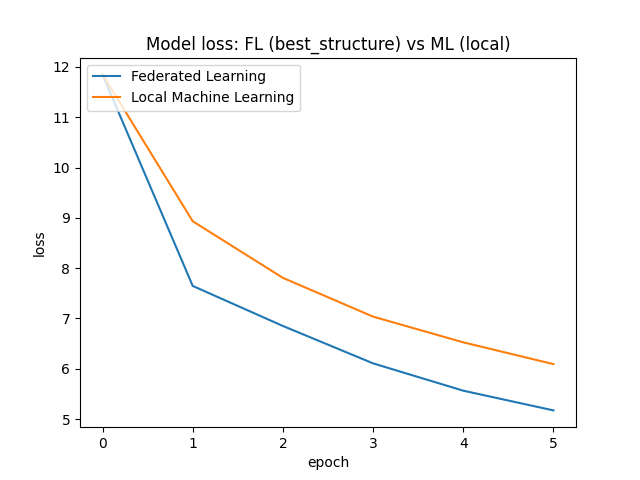 Model loss: FL (best_structure) vs ML (local)
Federated Learning
Local Machine Learning
12
11
10
9
8
7
6
5
loss
0 1 2 3 4 5
epoch